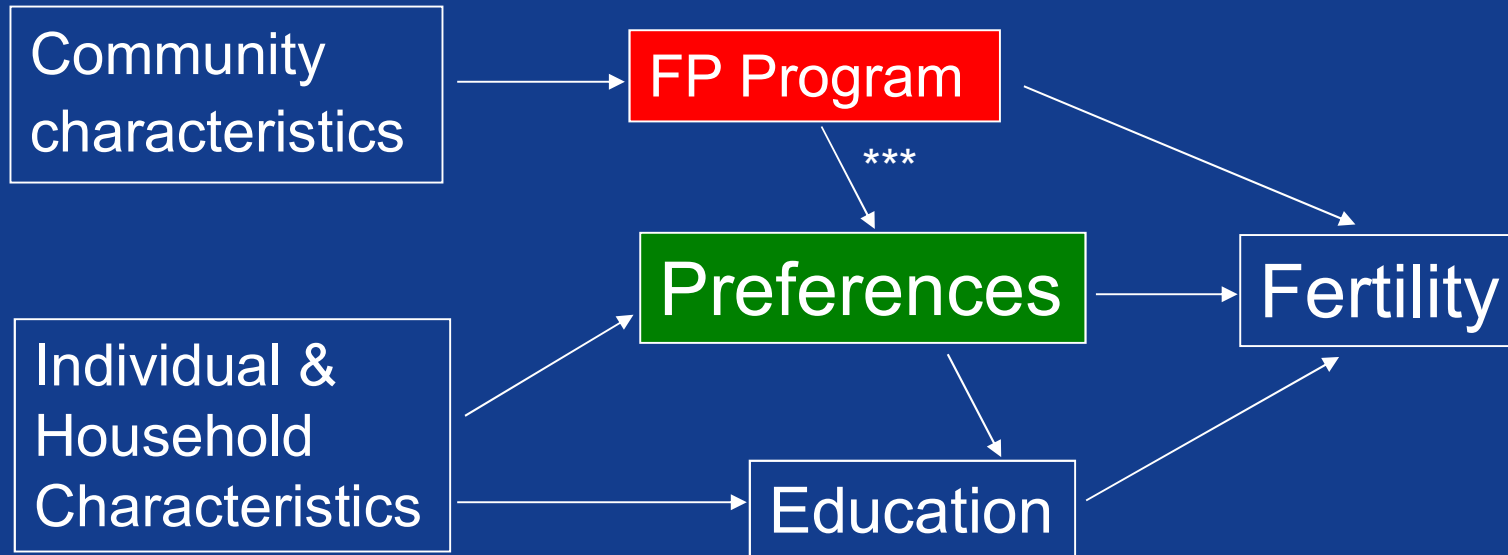 Community
characteristics
FP Program
***
Preferences
Fertility
Individual &
Household
Characteristics
Education